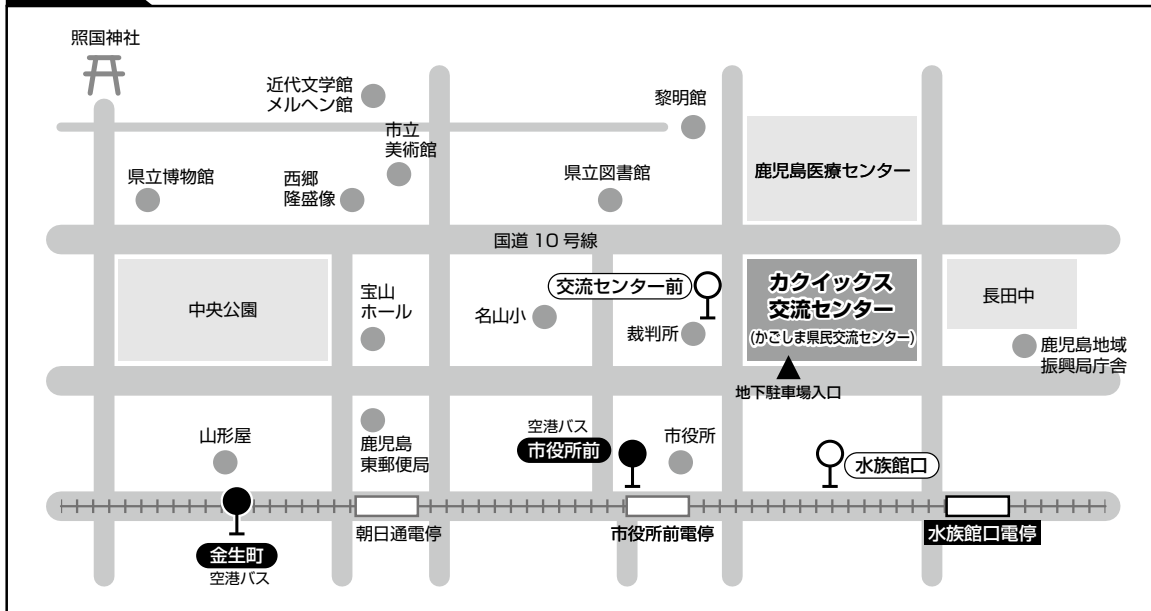 照国神社
近代文学館
メルヘン館
市立
美術館
黎明館
県立博物館
西郷
隆盛像
県立図書館
鹿児島医療センター
国道10号線
中央公園
宝山
ホール
名山小
交流センター前
裁判所
カクイックス
交流センター
(かごしま県民交流センター)
長田中
鹿児島地域
振興局庁舎
地下駐車場入口
山形屋
鹿児島
東郵便局
空港バス
市役所前
市役所
水族館口
朝日通電停
市役所前電停
水族館口電停
金生町
空港バス